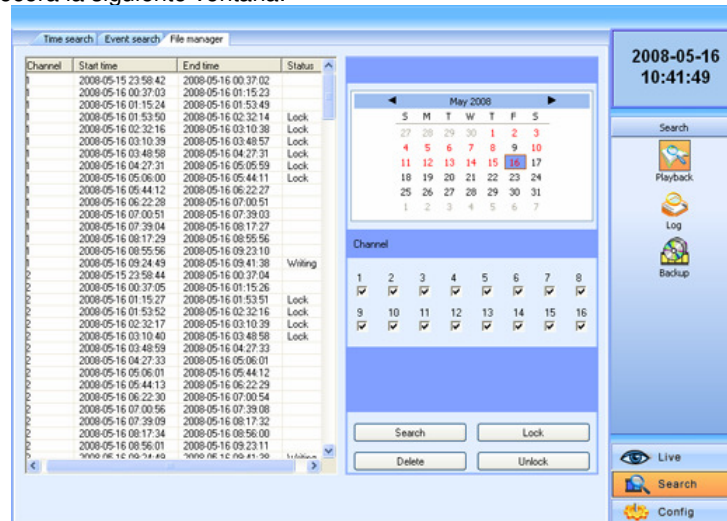 Time search Event search File manager
Channel Start time End time Status
1 2008-05-15 23:58:42 2008-05-16 00:37:02
1 2008-05-16 00:37:03 2008-05-16 01:15:23
1 2008-05-16 01:15:24 2008-05-16 01:53:49
1 2008-05-16 01:53:50 2008-05-16 02:32:14 Lock
1 2008-05-16 02:32:16 2008-05-16 03:10:38 Lock
1 2008-05-16 03:10:39 2008-05-16 03:48:57 Lock
1 2008-05-16 03:48:58 2008-05-16 04:27:31 Lock
1 2008-05-16 04:27:31 2008-05-16 05:05:59 Lock
1 2008-05-16 05:06:00 2008-05-16 05:44:11 Lock
1 2008-05-16 05:44:12 2008-05-16 06:22:27
1 2008-05-16 06:22:28 2008-05-16 07:00:51
1 2008-05-16 07:00:51 2008-05-16 07:39:03
1 2008-05-16 07:39:04 2008-05-16 08:17:27
1 2008-05-16 08:17:29 2008-05-16 08:55:56
1 2008-05-16 08:55:56 2008-05-16 09:23:10
1 2008-05-16 09:24:49 2008-05-16 09:41:38 Writing
2 2008-05-15 23:58:44 2008-05-16 00:37:04
2 2008-05-16 00:37:05 2008-05-16 01:15:26
2 2008-05-16 01:15:27 2008-05-16 01:53:51 Lock
2 2008-05-16 01:53:52 2008-05-16 02:32:16 Lock
2 2008-05-16 02:32:17 2008-05-16 03:10:39 Lock
2 2008-05-16 03:10:40 2008-05-16 03:48:58 Lock
2 2008-05-16 03:48:59 2008-05-16 04:27:33
2 2008-05-16 04:27:33 2008-05-16 05:06:01
2 2008-05-16 05:06:01 2008-05-16 05:44:12
2 2008-05-16 05:44:13 2008-05-16 06:22:29
2 2008-05-16 06:22:30 2008-05-16 07:00:54
2 2008-05-16 07:00:56 2008-05-16 07:39:08
2 2008-05-16 07:39:09 2008-05-16 08:17:32
2 2008-05-16 08:17:34 2008-05-16 08:56:00
2 2008-05-16 08:56:01 2008-05-16 09:23:11
May 2008
S M T W T F S
27 28 29 30 1 2 3
4 5 6 7 8 9 10
11 12 13 14 15 16 17
18 19 20 21 22 23 24
25 26 27 28 29 30 31
1 2 3 4 5 6 7
Channel
1 2 3 4 5 6 7 8
9 10 11 12 13 14 15 16
Search Lock
Delete Unlock
2008-05-16
10:41:49
Search
Playback
Log
Backup
Live
Search
Config